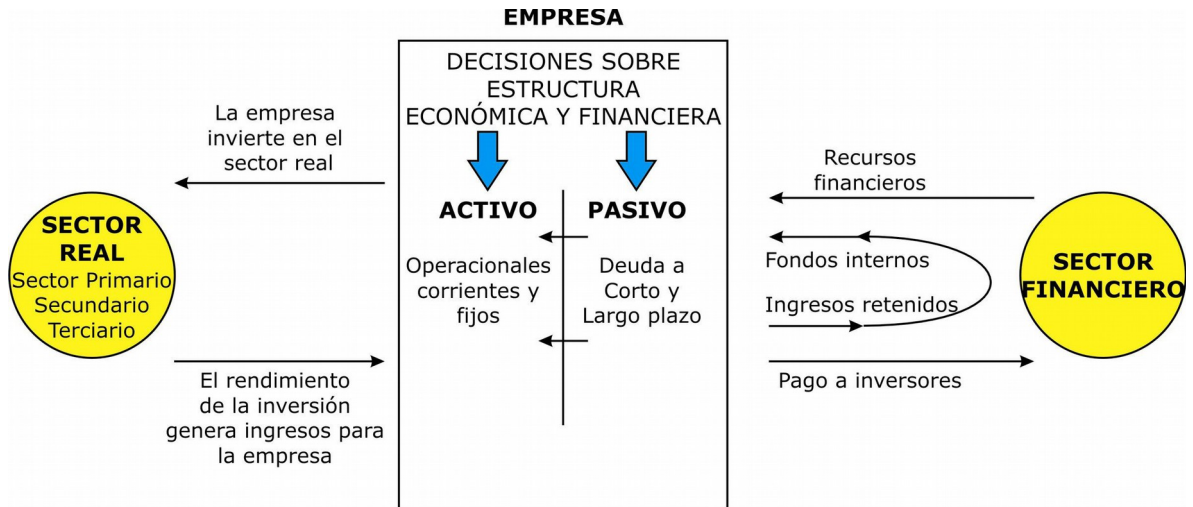 EMPRESA
DECISIONES SOBRE
ESTRUCTURA
ECONÓMICA Y FINANCIERA
La empresa
invierte en el
sector real
SECTOR
REAL
Sector Primario
Secundario
Terciario
El rendimiento
de la inversión
genera ingresos para
la empresa
ACTIVO
Operacionales
corrientes y
fijos
PASIVO
Deuda a
Corto y
Largo plazo
Recursos
financieros
Fondos internos
Ingresos retenidos
Pago a inversores
SECTOR
FINANCIERO